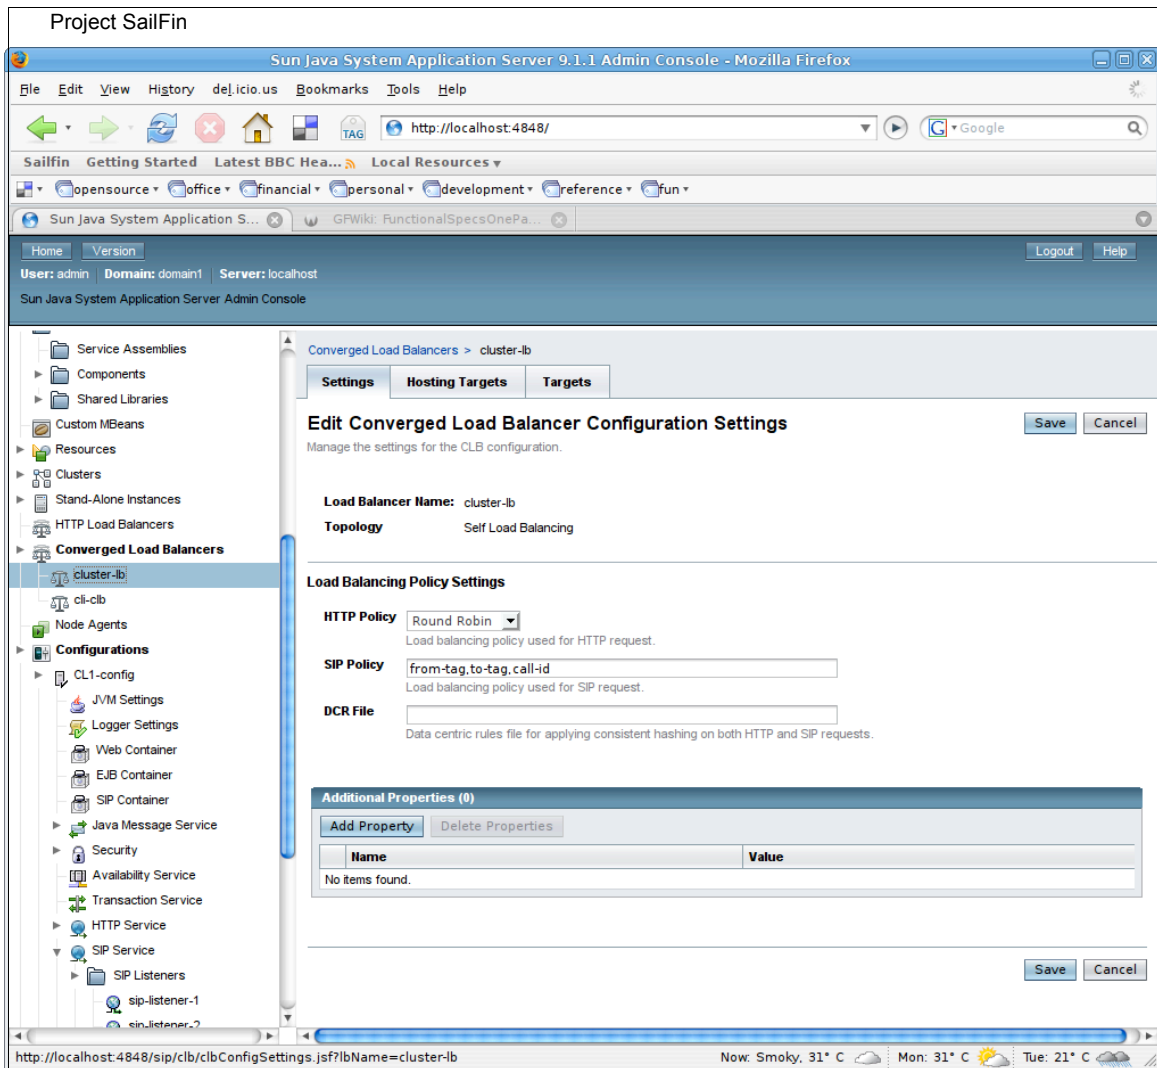 Project SailFin
Sun Java System Application Server 9.1.1 Admin Console - Mozilla Firefox
File Edit View History del.icio.us Bookmarks Tools Help
TAG http://localhost:4848/ G Google
Sailfin Getting Started Latest BBC Hea... Local Resources
opensource office financial personal development reference fun
Sun Java System Application S... GFWiki: FunctionalSpecsOnePa...
Home Version Logout Help
User: admin Domain: domain1 Server: localhost
Sun Java System Application Server Admin Console
Service Assemblies
Components
Shared Libraries
Custom MBeans
Resources
Clusters
Stand-Alone Instances
HTTP Load Balancers
Converged Load Balancers
cluster-lb
cli-clb
Node Agents
Configurations
CL1-config
JVM Settings
Logger Settings
Web Container
EJB Container
SIP Container
Java Message Service
Security
Availability Service
Transaction Service
HTTP Service
SIP Service
SIP Listeners
sip-listener-1
sip-listener-2
Converged Load Balancers > cluster-lb
Settings Hosting Targets Targets
Edit Converged Load Balancer Configuration Settings Save Cancel
Manage the settings for the CLB configuration.
Load Balancer Name: cluster-lb
Topology Self Load Balancing
Load Balancing Policy Settings
HTTP Policy Round Robin
Load balancing policy used for HTTP request.
SIP Policy from-tag,to-tag,call-id
Load balancing policy used for SIP request.
DCR File
Data centric rules file for applying consistent hashing on both HTTP and SIP requests.
Additional Properties (0)
Add Property Delete Properties
Name Value
No items found.
Save Cancel
http://localhost:4848/sip/clb/clbConfigSettings.jsf?lbName=cluster-lb Now: Smoky, 31° C Mon: 31° C Tue: 21° C